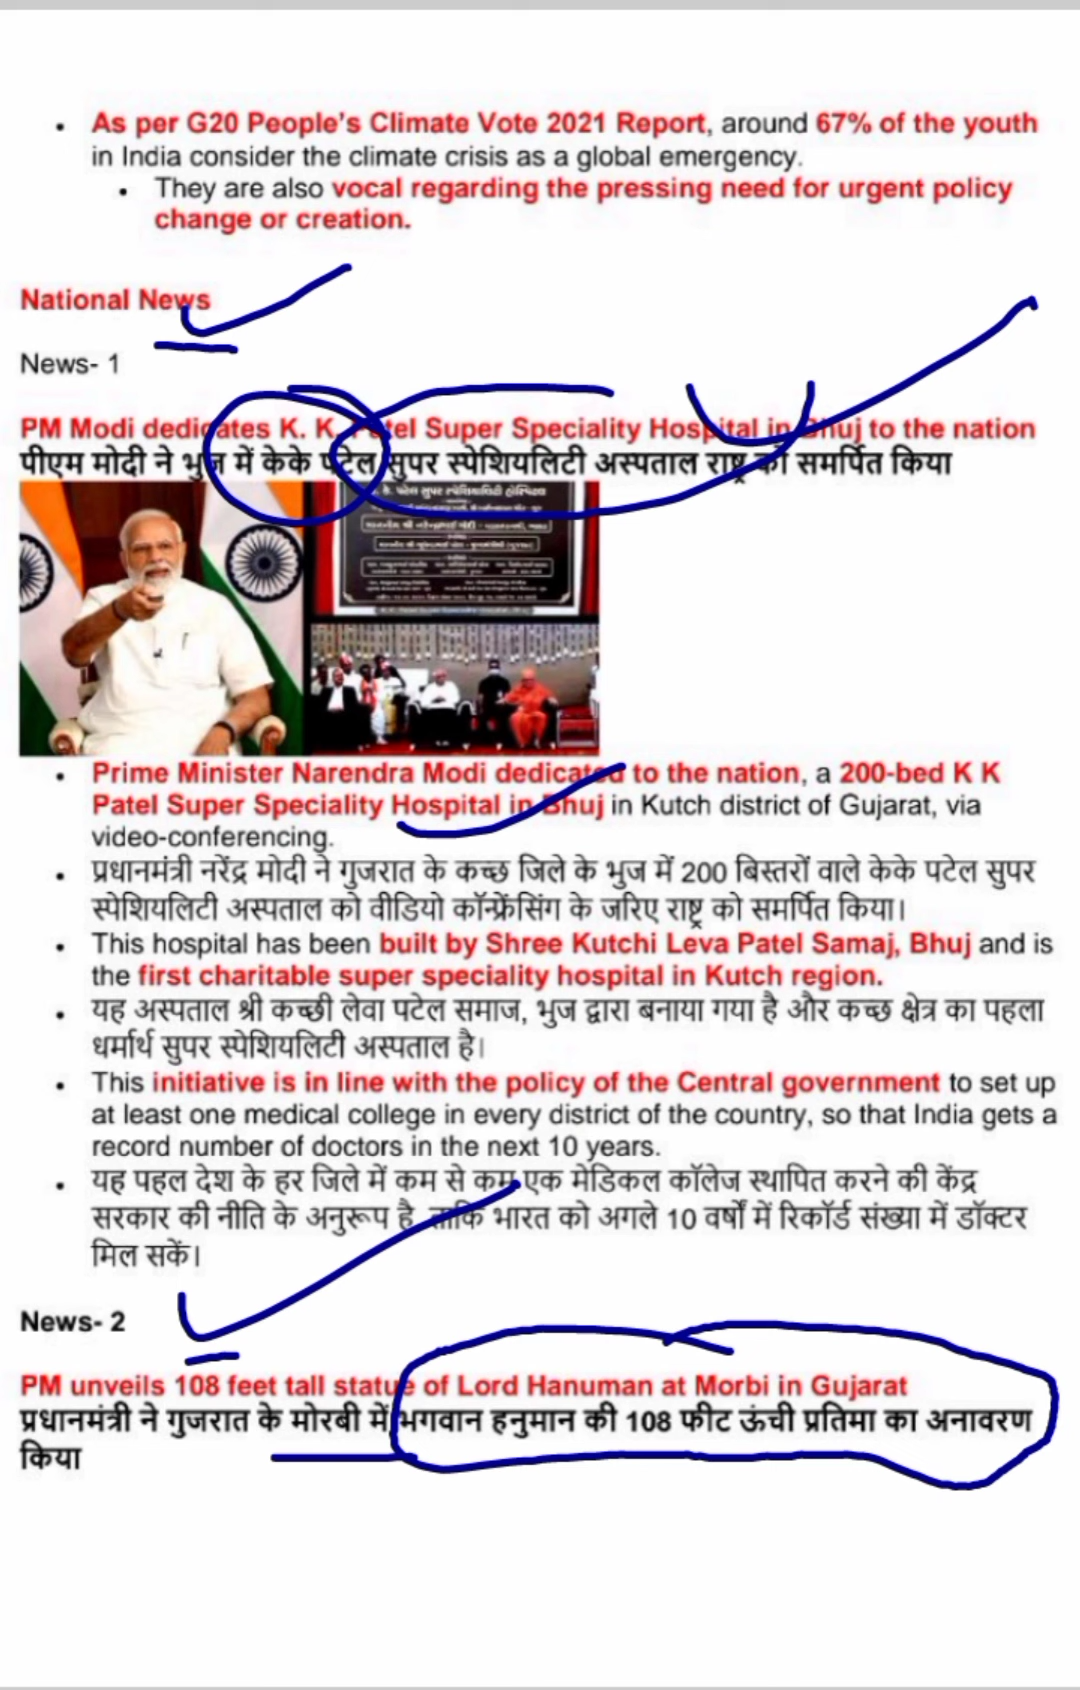 As per G20 People's Climate Vote 2021 Report, around 67% of the youth
in India consider the climate crisis as a global emergency.
They are also vocal regarding the pressing need for urgent policy
change or creation.
National News
News- 1
PM Modi dedicates K. K. Patel Super Speciality Hospital in Bhuj to the nation
पीएम मोदी ने भुज में केके पटेल सुपर स्पेशियलिटी अस्पताल राष्ट्र को समर्पित किया
Prime Minister Narendra Modi dedicated to the nation, a 200-bed K K
Patel Super Speciality Hospital in Bhuj in Kutch district of Gujarat, via
video-conferencing.
प्रधानमंत्री नरेंद्र मोदी ने गुजरात के कच्छ जिले के भुज में 200 बिस्तरों वाले केके पटेल सुपर
स्पेशियलिटी अस्पताल को वीडियो कॉन्फ्रेंसिंग के जरिए राष्ट्र को समर्पित किया।
This hospital has been built by Shree Kutchi Leva Patel Samaj, Bhuj and is
the first charitable super speciality hospital in Kutch region.
यह अस्पताल श्री कच्छी लेवा पटेल समाज, भुज द्वारा बनाया गया है और कच्छ क्षेत्र का पहला
धर्मार्थ सुपर स्पेशियलिटी अस्पताल है।
This initiative is in line with the policy of the Central government to set up
at least one medical college in every district of the country, so that India gets a
record number of doctors in the next 10 years.
यह पहल देश के हर जिले में कम से कम एक मेडिकल कॉलेज स्थापित करने की केंद्र
सरकार की नीति के अनुरूप है, ताकि भारत को अगले 10 वर्षों में रिकॉर्ड संख्या में डॉक्टर
मिल सकें।
News- 2
PM unveils 108 feet tall statue of Lord Hanuman at Morbi in Gujarat
प्रधानमंत्री ने गुजरात के मोरबी में भगवान हनुमान की 108 फीट ऊंची प्रतिमा का अनावरण
किया